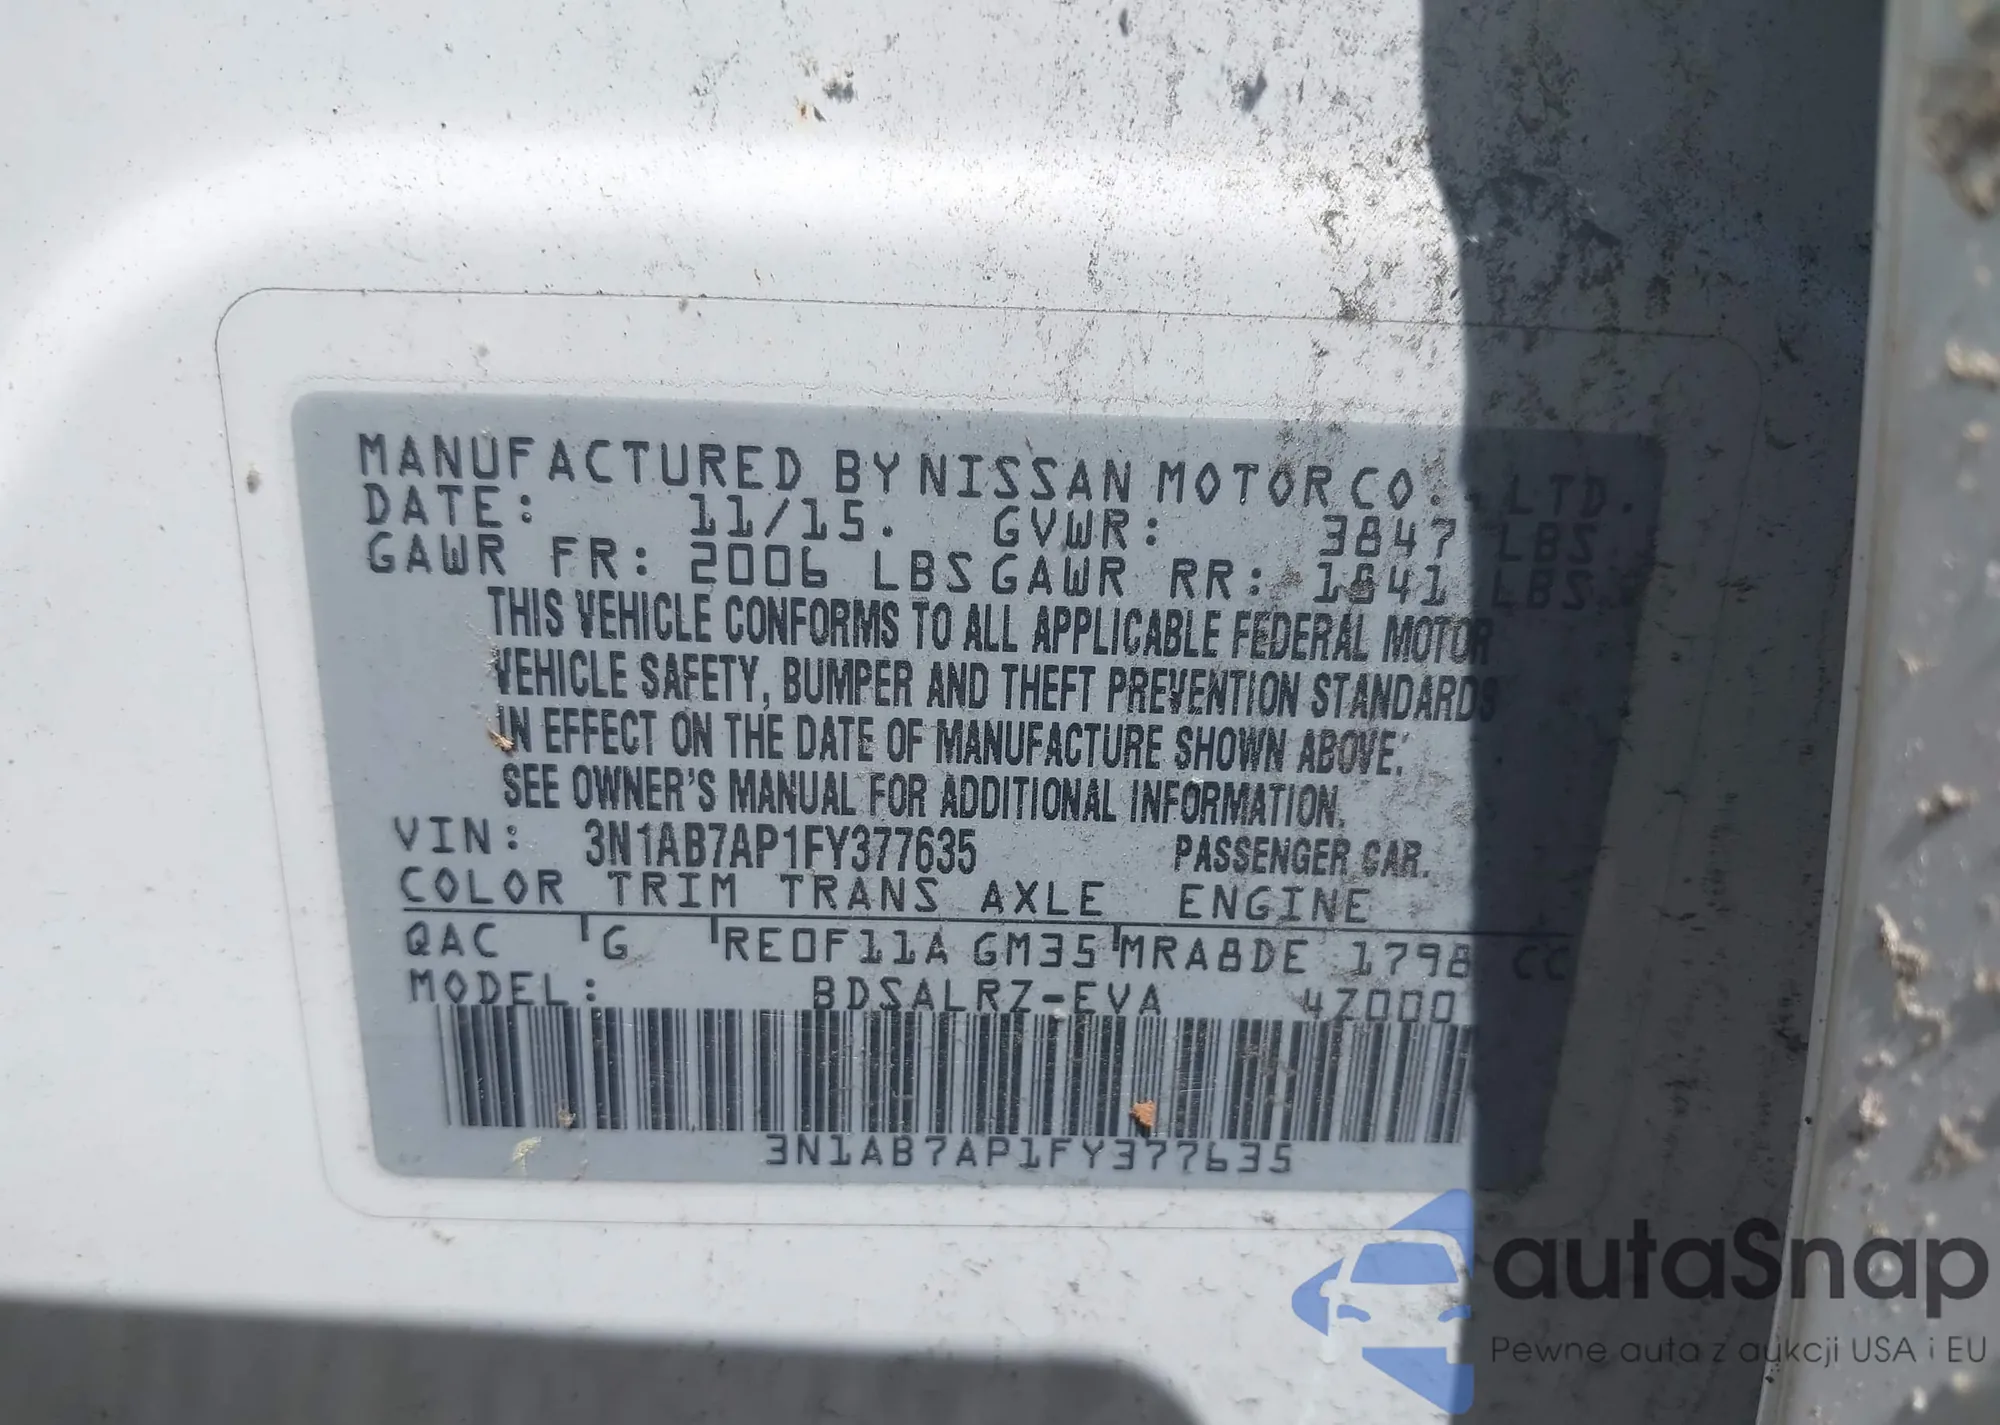 MANUFACTURED BY NISSAN MOTOR CO., LTD.
DATE: 11/15. GVWR: 3847 LBS
GAWR FR: 2006 LBS GAWR RR: 1841 LBS.
THIS VEHICLE CONFORMS TO ALL APPLICABLE FEDERAL MOTOR
VEHICLE SAFETY, BUMPER AND THEFT PREVENTION STANDARDS
IN EFFECT ON THE DATE OF MANUFACTURE SHOWN ABOVE.
SEE OWNER'S MANUAL FOR ADDITIONAL INFORMATION.
VIN: 3N1AB7AP1FY377635 PASSENGER CAR.
COLOR TRIM TRANS AXLE ENGINE
QAC G RE0F11A GM35 MRA8DE 1798 CC
MODEL: BDSALRZ-EVA 4Z000
3N1AB7AP1FY377635
autaSnap
Pewne auta z aukcji USA i EU